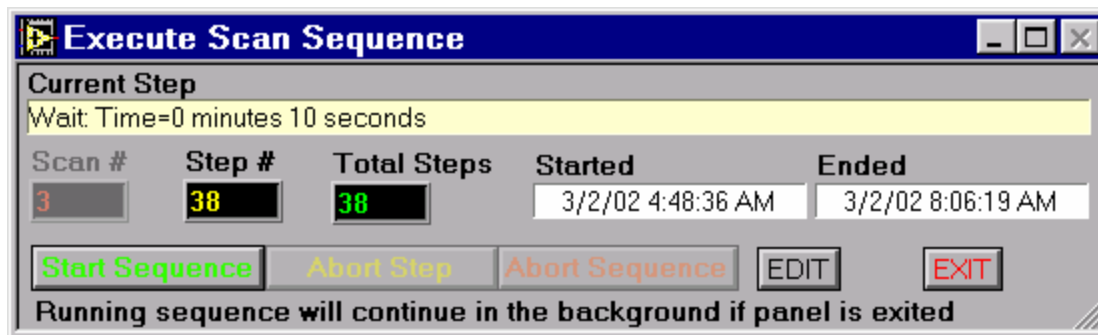 Execute Scan Sequence
Current Step
Wait: Time=0 minutes 10 seconds
Scan # Step # Total Steps Started Ended
3 38 38 3/2/02 4:48:36 AM 3/2/02 8:06:19 AM
Start Sequence Abort Step Abort Sequence EDIT EXIT
Running sequence will continue in the background if panel is exited